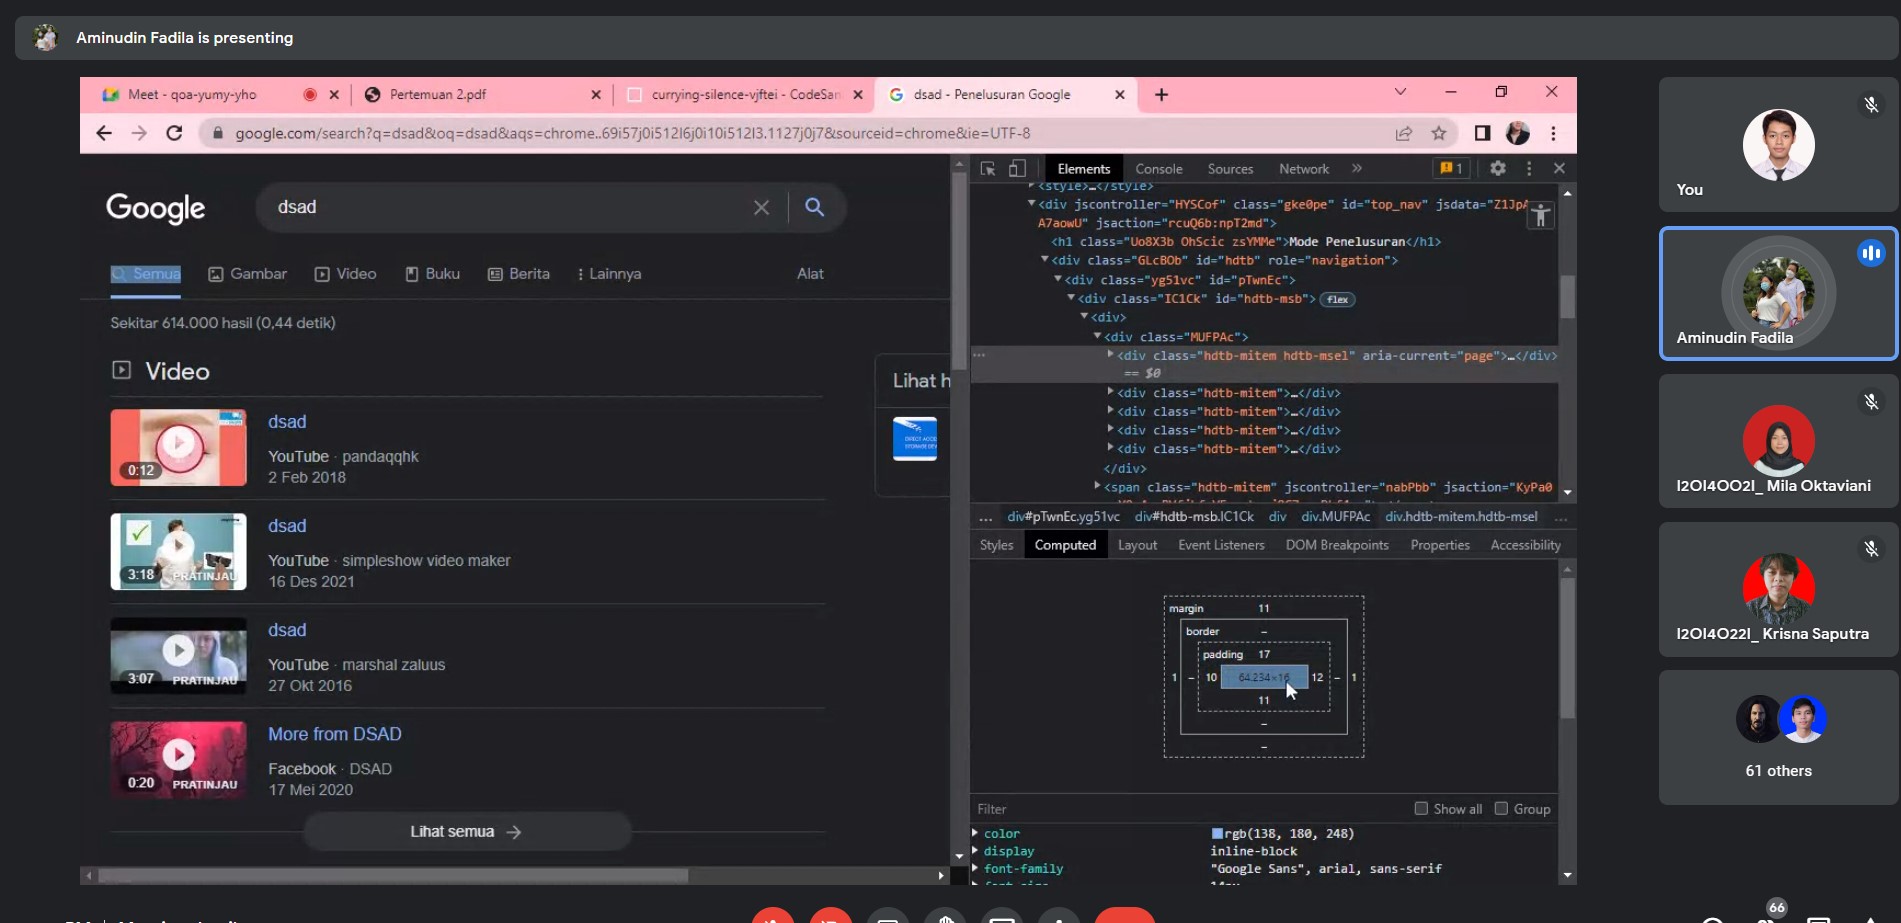 Aminudin Fadila is presenting
Meet - qoa-yumy-yho
Pertemuan 2.pdf
currying-silence-vjftei - CodeSan
dsad - Penelusuran Google
google.com/search?q=dsad&oq=dsad&aqs=chrome..69i57j0i512l6j0i10i512l3.1127j0j7&sourceid=chrome&ie=UTF-8
Google
dsad
Semua
Gambar
Video
Buku
Berita
Lainnya
Alat
Sekitar 614.000 hasil (0,44 detik)
Video
dsad
YouTube · pandaqqhk
2 Feb 2018
0:12
dsad
YouTube · simpleshow video maker
16 Des 2021
3:18 PRATINJAU
dsad
YouTube · marshal zaluus
27 Okt 2016
3:07 PRATINJAU
More from DSAD
Facebook · DSAD
17 Mei 2020
0:20 PRATINJAU
Lihat semua
Lihat h
Elements
Console
Sources
Network
1
<style>…</style>
<div jscontroller="HYSCof" class="gke0pe" id="top_nav" jsdata="Z1JpA
A7aowU" jsaction="rcuQ6b:npT2md">
<h1 class="Uo8X3b OhScic zsYMMe">Mode Penelusuran</h1>
<div class="GLcBOb" id="hdtb" role="navigation">
<div class="yg51vc" id="pTwnEc">
<div class="IC1Ck" id="hdtb-msb"> flex
<div>
<div class="MUFPAc">
<div class="hdtb-mitem hdtb-msel" aria-current="page">…</div>
== $0
<div class="hdtb-mitem">…</div>
<div class="hdtb-mitem">…</div>
<div class="hdtb-mitem">…</div>
<div class="hdtb-mitem">…</div>
</div>
<span class="hdtb-mitem" jscontroller="nabPbb" jsaction="KyPa0
… div#pTwnEc.yg51vc div#hdtb-msb.IC1Ck div div.MUFPAc div.hdtb-mitem.hdtb-msel …
Styles
Computed
Layout
Event Listeners
DOM Breakpoints
Properties
Accessibility
margin 11
border –
padding 17
1 – 10 64.234×16 12 – 1
11
–
–
Filter
Show all
Group
color rgb(138, 180, 248)
display inline-block
font-family "Google Sans", arial, sans-serif
You
Aminudin Fadila
I2OI4OO2I_ Mila Oktaviani
I2OI4O22I_ Krisna Saputra
61 others
66